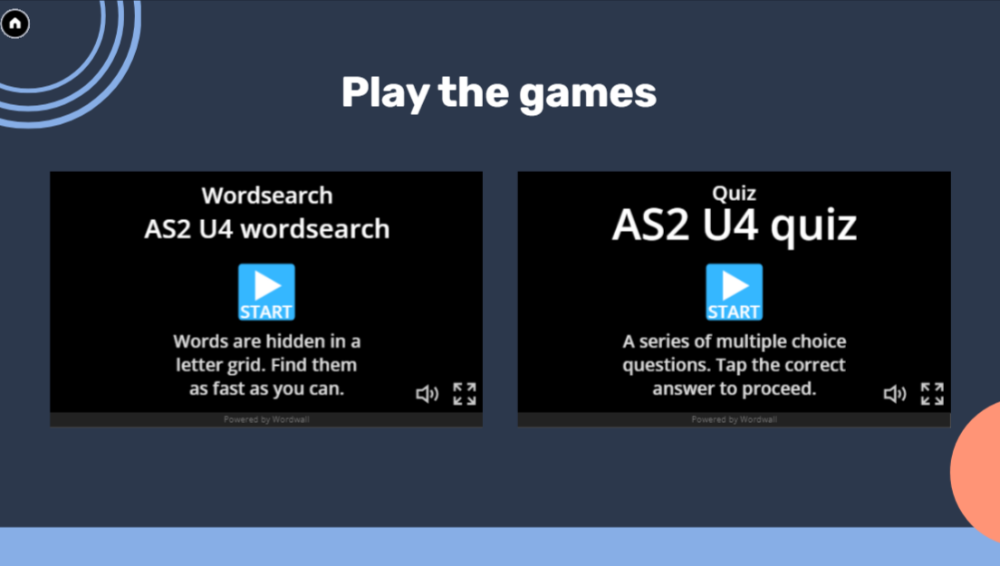 Play the games
Wordsearch
AS2 U4 wordsearch
START
Words are hidden in a
letter grid. Find them
as fast as you can.
Powered by Wordwall
Quiz
AS2 U4 quiz
START
A series of multiple choice
questions. Tap the correct
answer to proceed.
Powered by Wordwall